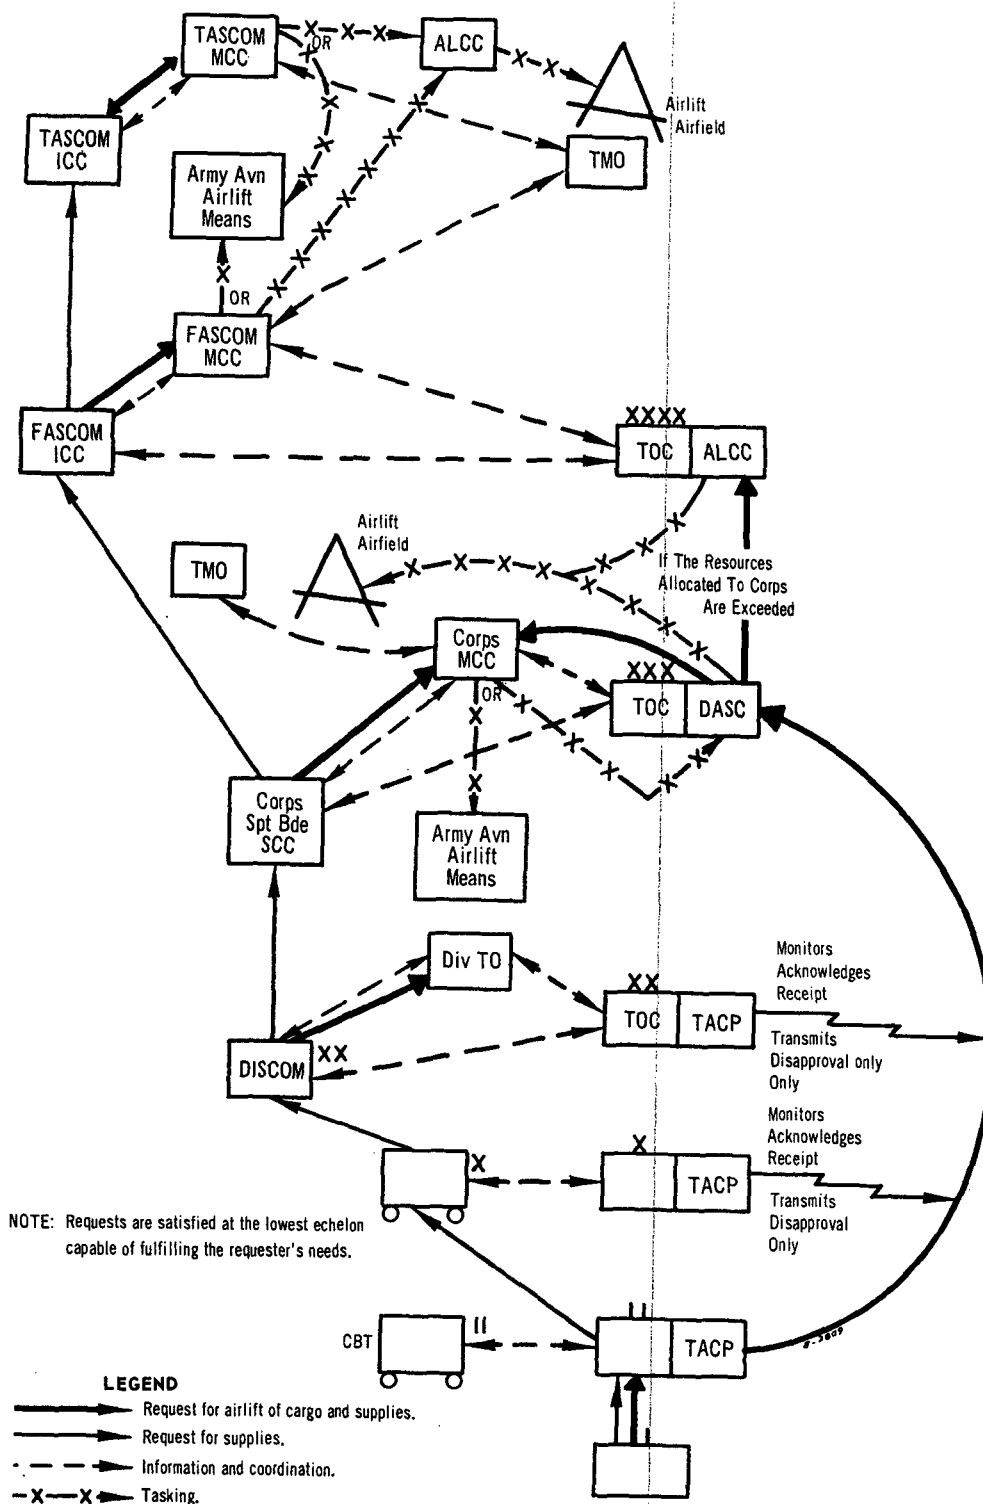 TASCOM
MCC
OR
ALCC
TASCOM
ICC
Airlift
Airfield
TMO
Army Avn
Airlift
Means
OR
FASCOM
MCC
FASCOM
ICC
XXXX
TOC ALCC
Airlift
Airfield
TMO
If The Resources
Allocated To Corps
Are Exceeded
Corps
MCC
OR
XXX
TOC DASC
Corps
Spt Bde
SCC
Army Avn
Airlift
Means
Div TO
XX
TOC TACP
Monitors
Acknowledges
Receipt
Transmits
Disapproval only
Only
DISCOM
XX
X
X
TACP
Monitors
Acknowledges
Receipt
Transmits
Disapproval
Only
NOTE: Requests are satisfied at the lowest echelon
capable of fulfilling the requester's needs.
CBT
II
II
TACP
I
LEGEND
Request for airlift of cargo and supplies.
Request for supplies.
Information and coordination.
X X Tasking.